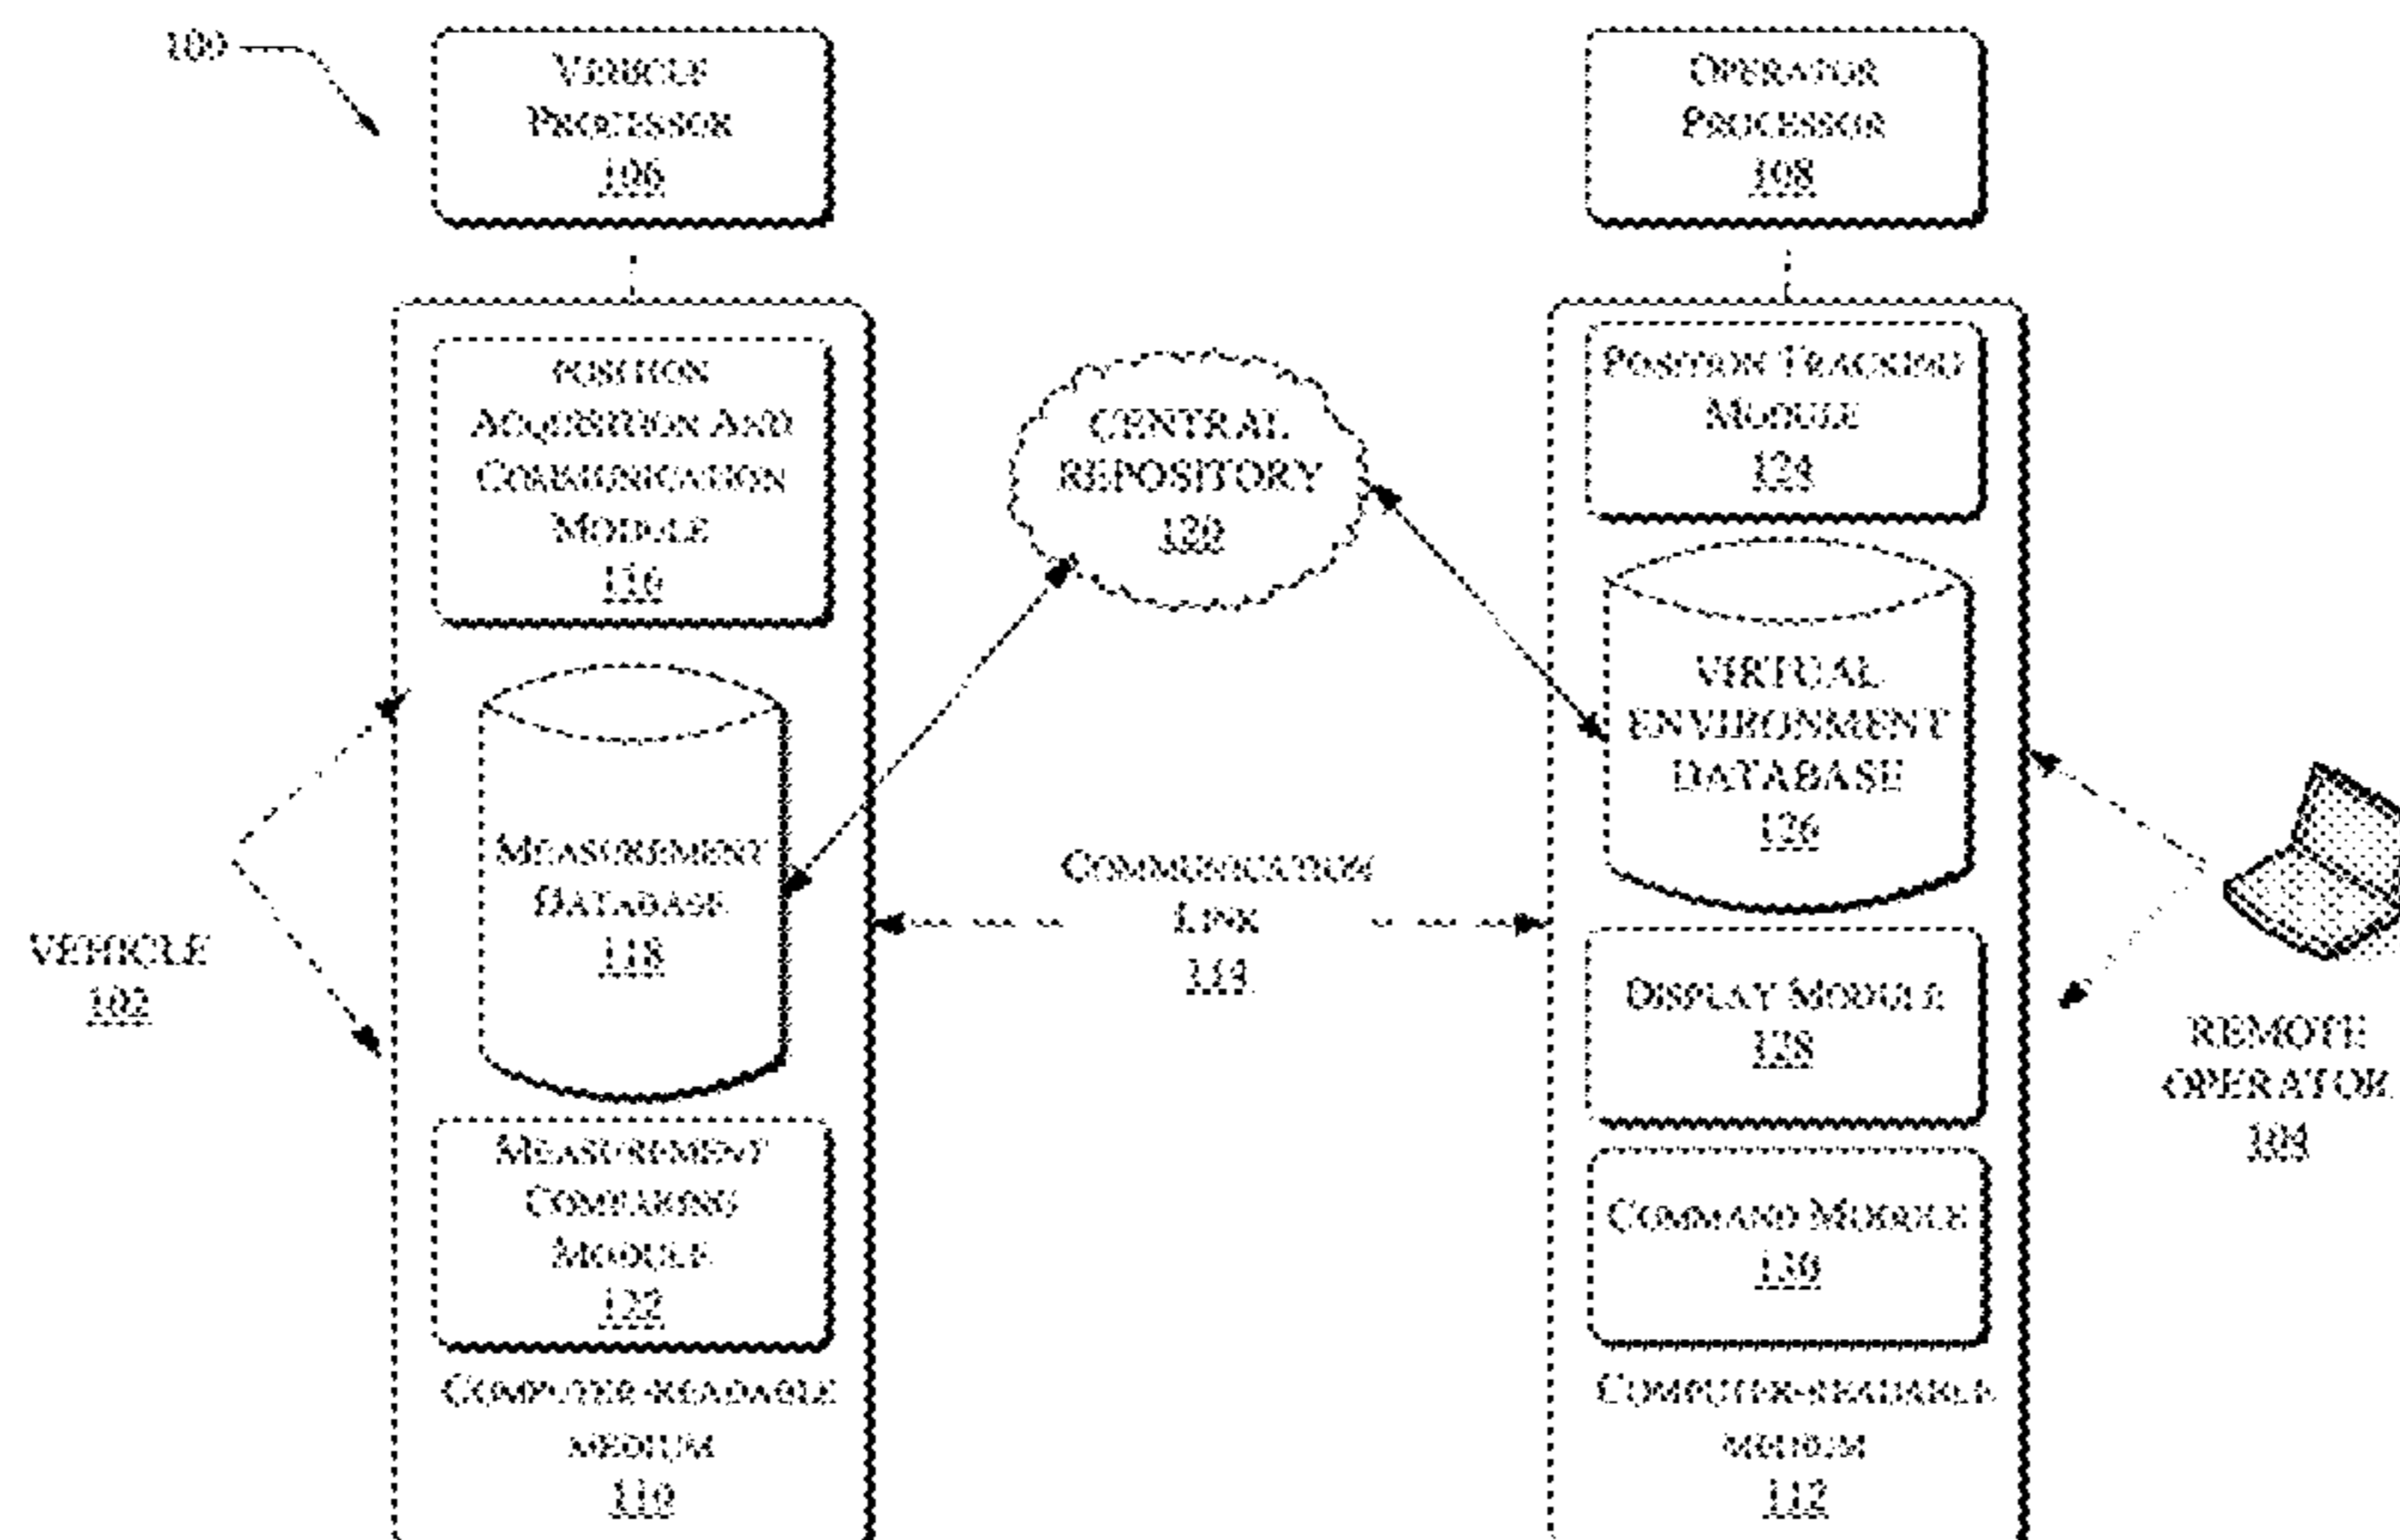 100
VEHICLE
PROCESSOR
106
POSITION
ACQUISITION AND
COMMUNICATION
MODULE
116
MEASUREMENT
DATABASE
118
MEASUREMENT
COMPARING
MODULE
122
COMPUTER-READABLE
MEDIUM
110
VEHICLE
102
CENTRAL
REPOSITORY
120
COMMUNICATION
LINK
114
OPERATOR
PROCESSOR
108
POSITION TRACKING
MODULE
124
VIRTUAL
ENVIRONMENT
DATABASE
126
DISPLAY MODULE
128
COMMAND MODULE
130
COMPUTER-READABLE
MEDIUM
112
REMOTE
OPERATOR
104